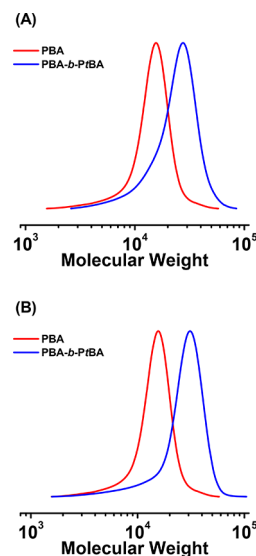 (A)
PBA
PBA-b-PtBA
10³ 10⁴ 10⁵
Molecular Weight
(B)
PBA
PBA-b-PtBA
10³ 10⁴ 10⁵
Molecular Weight